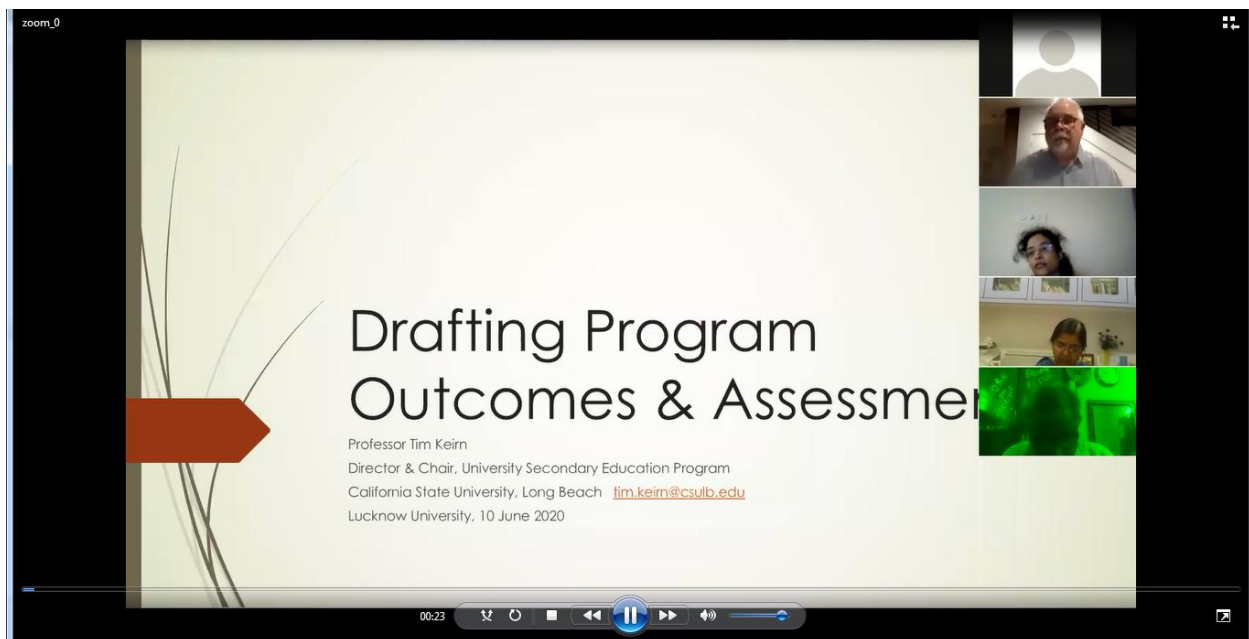 zoom_0
Drafting Program
Outcomes & Assessmen
Professor Tim Keirn
Director & Chair, University Secondary Education Program
California State University, Long Beach tim.keirn@csulb.edu
Lucknow University, 10 June 2020
00:23